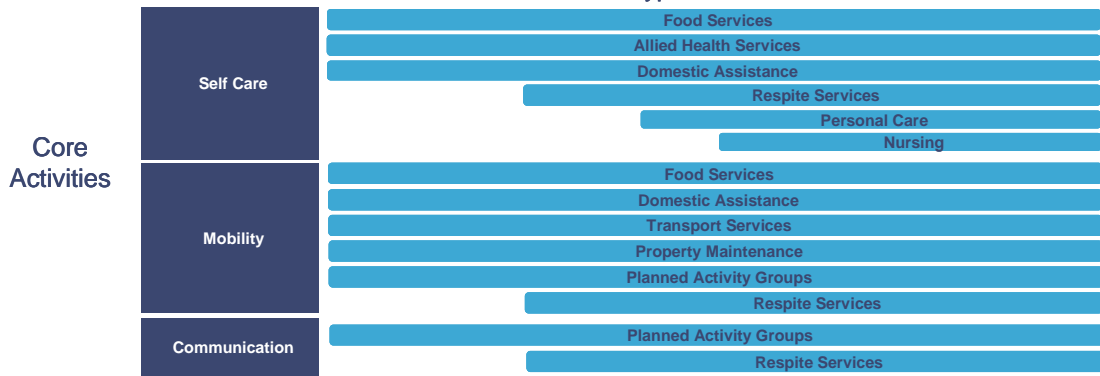 Core
Activities
Self Care
Food Services
Allied Health Services
Domestic Assistance
Respite Services
Personal Care
Nursing
Mobility
Food Services
Domestic Assistance
Transport Services
Property Maintenance
Planned Activity Groups
Respite Services
Communication
Planned Activity Groups
Respite Services